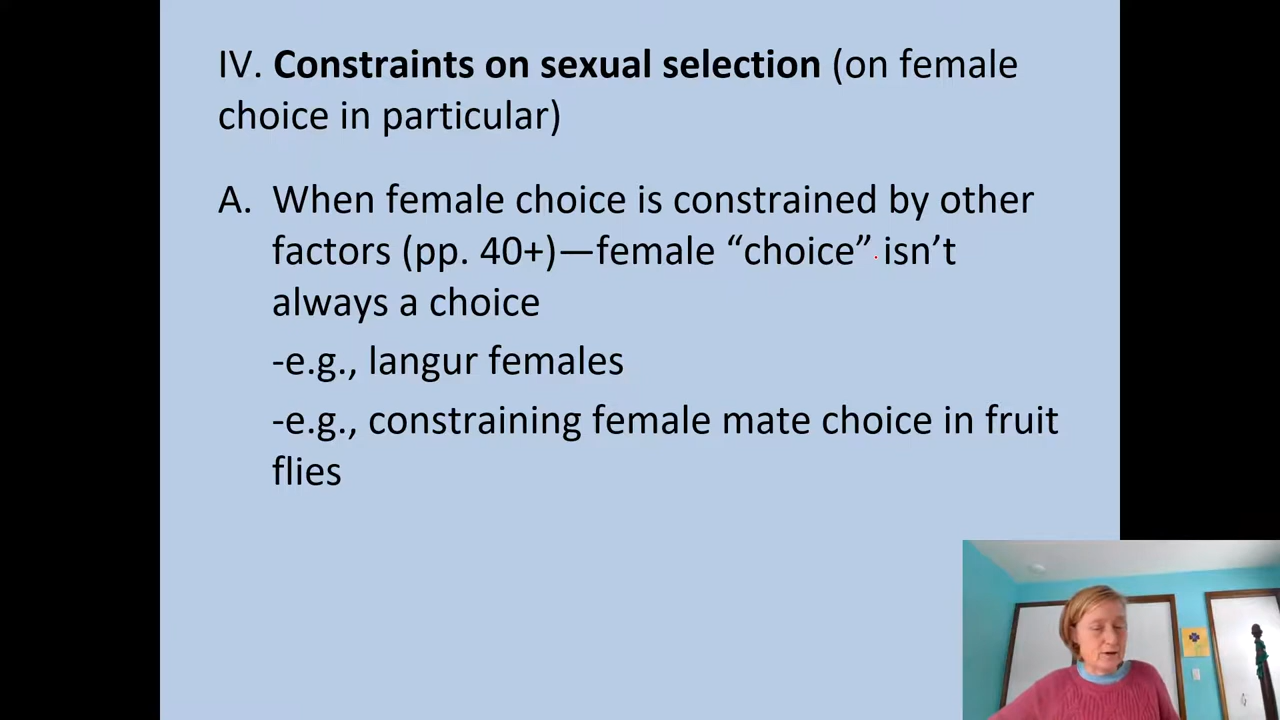 IV. Constraints on sexual selection (on female
choice in particular)
A. When female choice is constrained by other
factors (pp. 40+)—female “choice” isn’t
always a choice
-e.g., langur females
-e.g., constraining female mate choice in fruit
flies